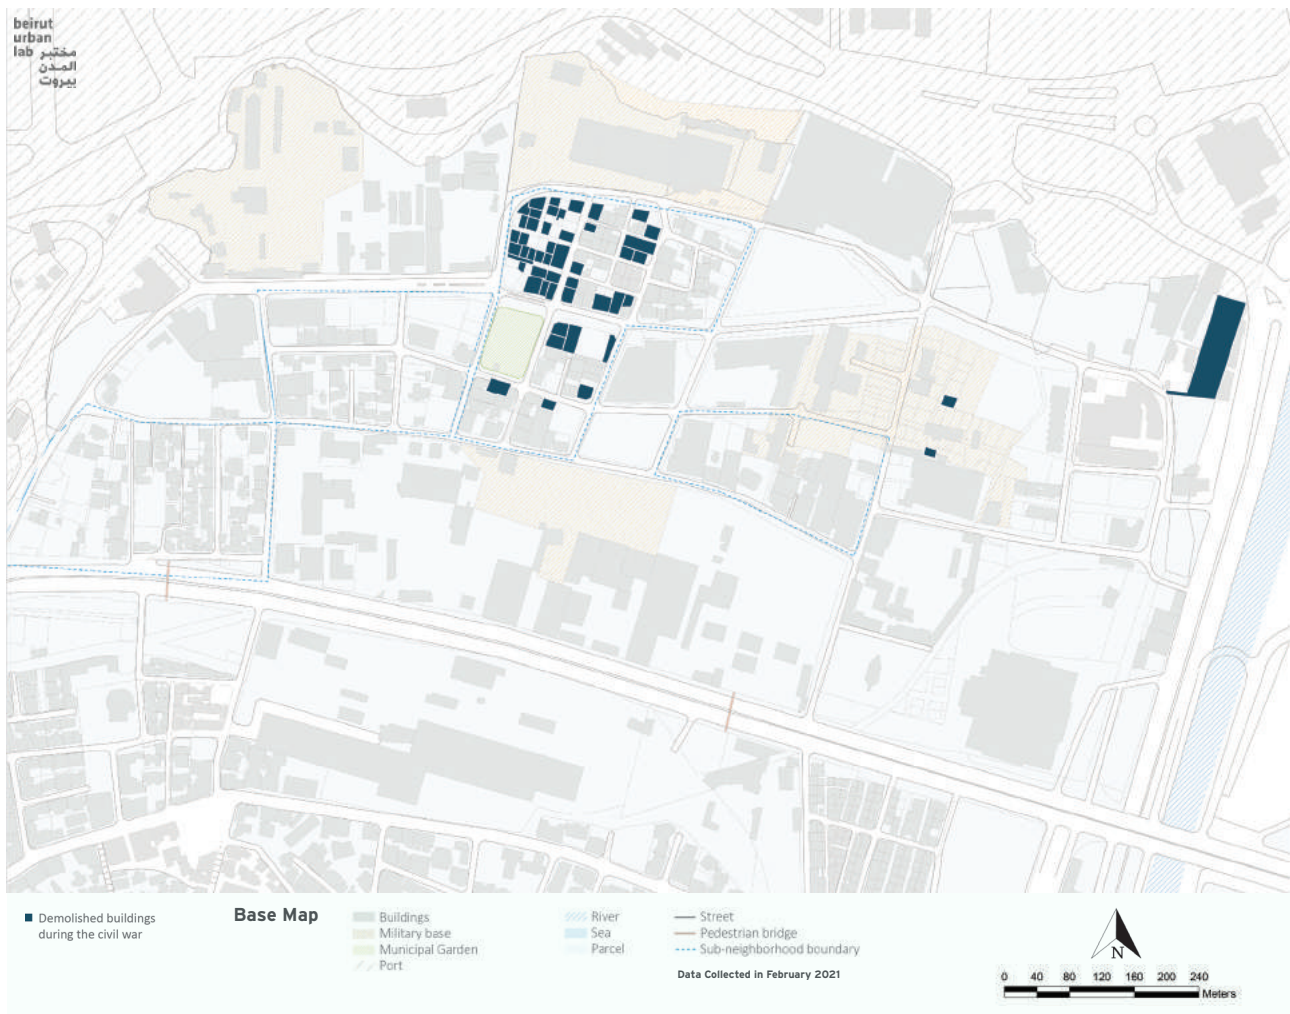 beirut
urban
lab مختبر
المدن
بيروت
Demolished buildings
during the civil war
Base Map
Buildings
Military base
Municipal Garden
Port
River
Sea
Parcel
Street
Pedestrian bridge
Sub-neighborhood boundary
Data Collected in February 2021
N
0 40 80 120 160 200 240
Meters